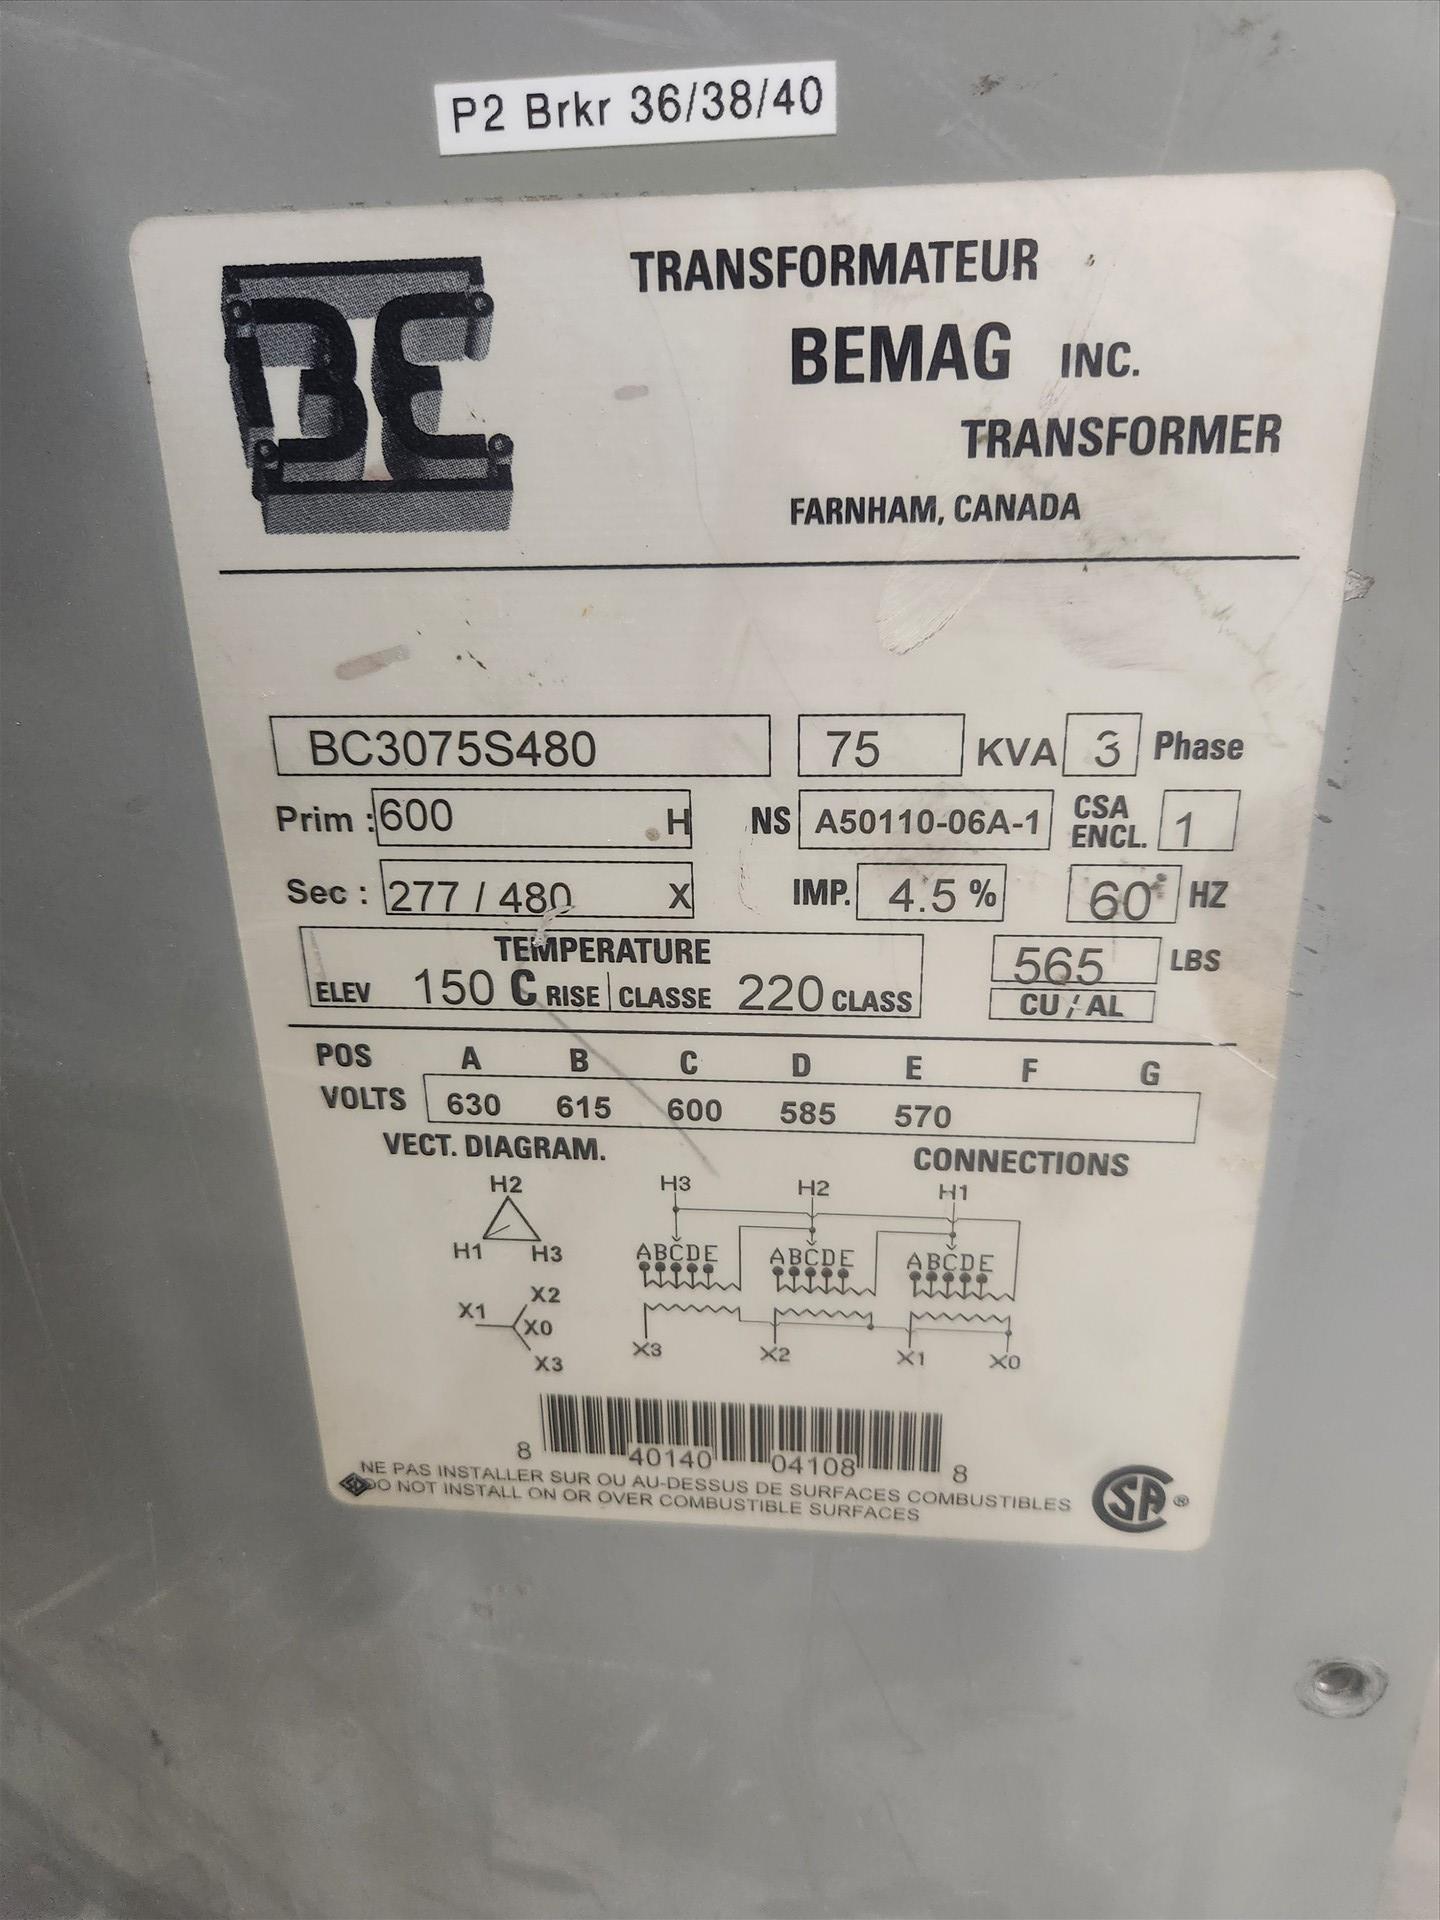 P2 Brkr 36/38/40
BE
TRANSFORMATEUR
BEMAG INC.
TRANSFORMER
FARNHAM, CANADA
BC3075S480 75 KVA 3 Phase
Prim : 600 H NS A50110-06A-1 CSA ENCL. 1
Sec : 277 / 480 X IMP. 4.5 % 60 HZ
TEMPERATURE
ELEV 150 C RISE CLASSE 220 CLASS
565 LBS
CU / AL
POS A B C D E F G
VOLTS 630 615 600 585 570
VECT. DIAGRAM. CONNECTIONS
H2
H1 H3
X1 X2
X0
X3
H3 H2 H1
ABCDE ABCDE ABCDE
X3 X2 X1 X0
8 40140 04108 8
NE PAS INSTALLER SUR OU AU-DESSUS DE SURFACES COMBUSTIBLES
DO NOT INSTALL ON OR OVER COMBUSTIBLE SURFACES
SA ®